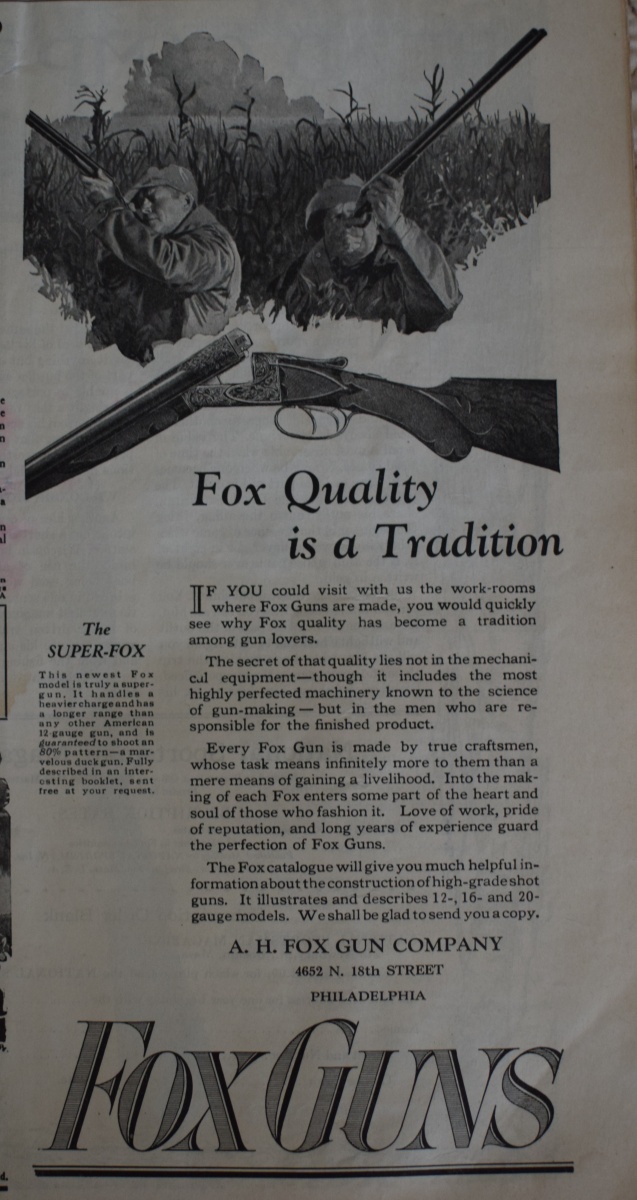 Fox Quality
is a Tradition
IF YOU could visit with us the work-rooms
where Fox Guns are made, you would quickly
see why Fox quality has become a tradition
among gun lovers.
The secret of that quality lies not in the mechani-
cal equipment—though it includes the most
highly perfected machinery known to the science
of gun-making—but in the men who are re-
sponsible for the finished product.
Every Fox Gun is made by true craftsmen,
whose task means infinitely more to them than a
mere means of gaining a livelihood. Into the mak-
ing of each Fox enters some part of the heart and
soul of those who fashion it. Love of work, pride
of reputation, and long years of experience guard
the perfection of Fox Guns.
The Fox catalogue will give you much helpful in-
formation about the construction of high-grade shot
guns. It illustrates and describes 12-, 16- and 20-
gauge models. We shall be glad to send you a copy.
The
SUPER-FOX
This newest Fox
model is truly a super-
gun. It handles a
heavier charge and has
a longer range than
any other American
12-gauge gun, and is
guaranteed to shoot an
80% pattern—a mar-
velous duck gun. Fully
described in an inter-
esting booklet, sent
free at your request.
A. H. FOX GUN COMPANY
4652 N. 18th STREET
PHILADELPHIA
FOX GUNS